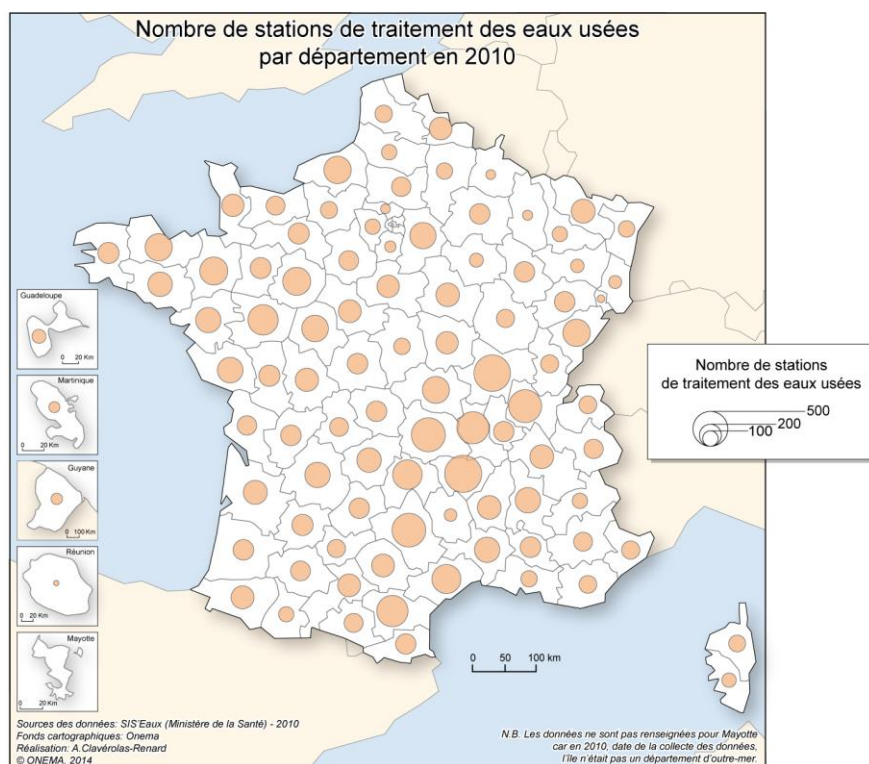 Nombre de stations de traitement des eaux usées
par département en 2010
Guadeloupe
0 20 Km
Martinique
0 20 Km
Guyane
0 100 Km
Réunion
0 20 Km
Mayotte
0 20 Km
Nombre de stations
de traitement des eaux usées
500
200
100
0 50 100 km
Sources des données: SIS'Eaux (Ministère de la Santé) - 2010
Fonds cartographiques: Onema
Réalisation: A.Clavérolas-Renard
© ONEMA, 2014
N.B. Les données ne sont pas renseignées pour Mayotte
car en 2010, date de la collecte des données,
l'île n'était pas un département d'outre-mer.